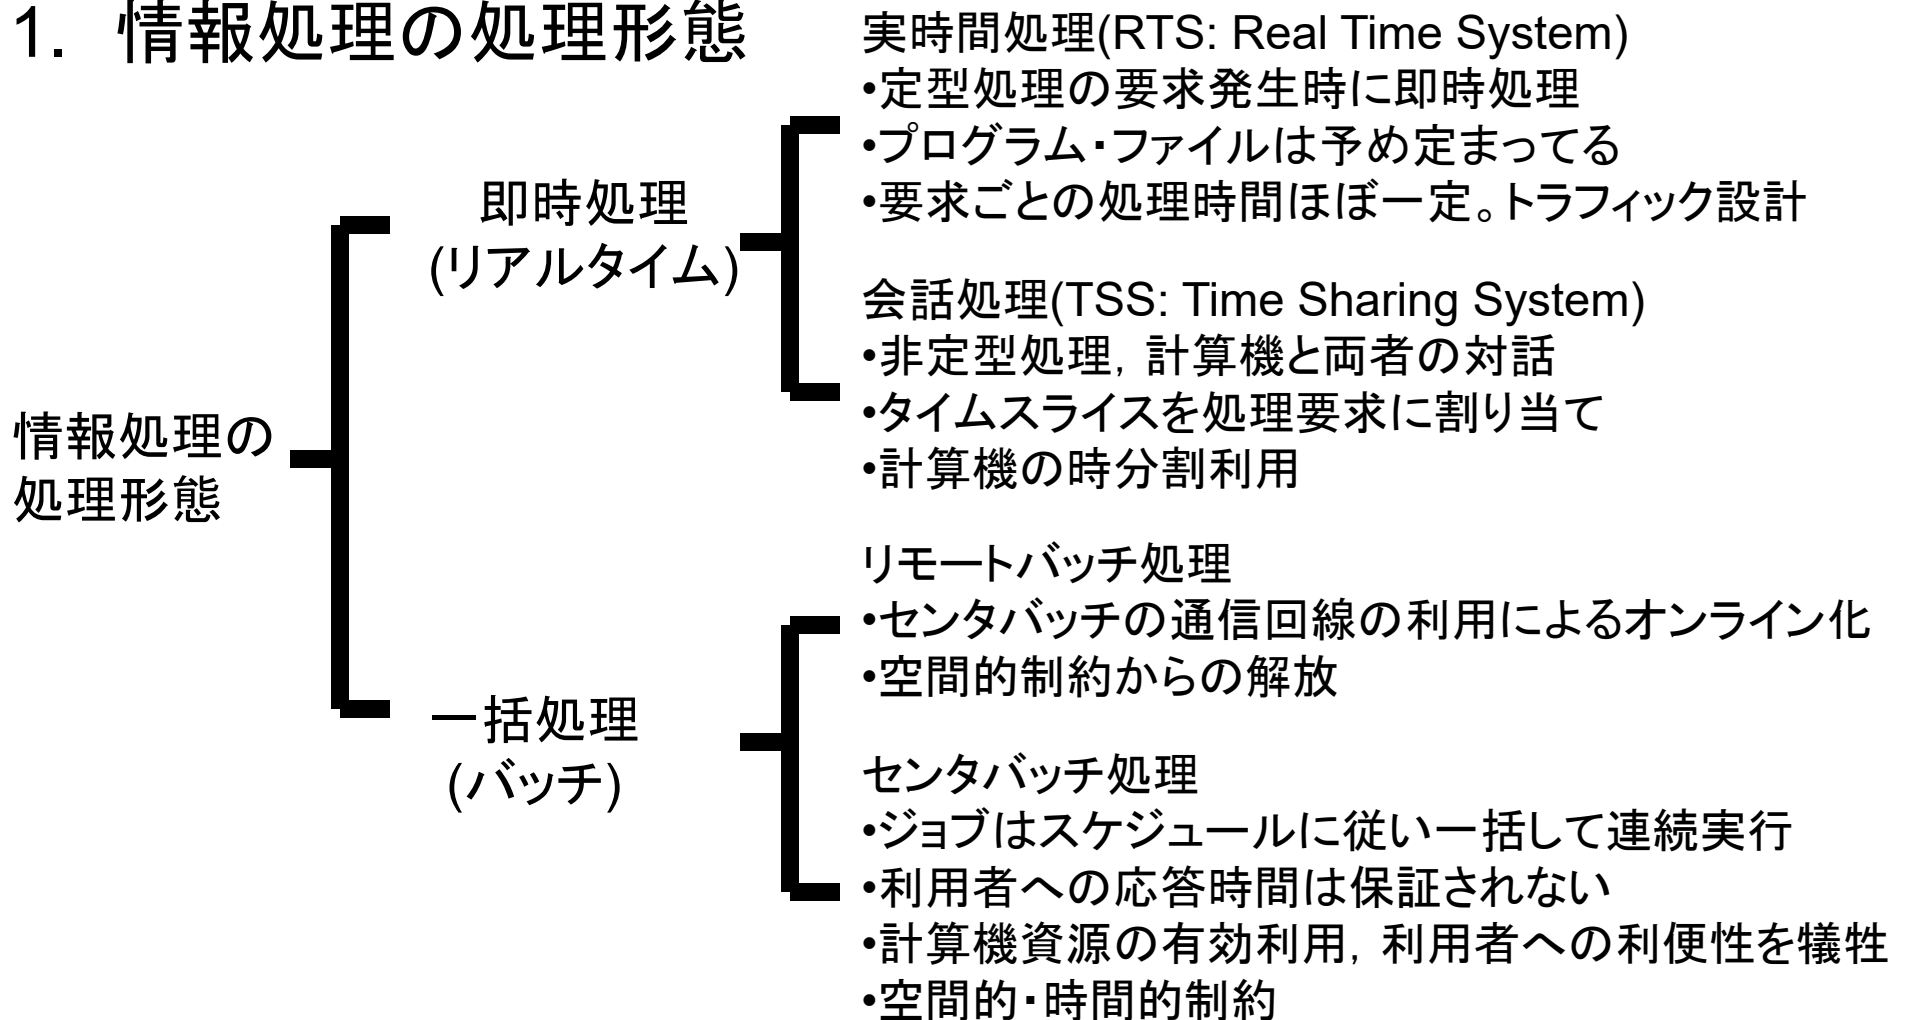 1. 情報処理の処理形態
情報処理の
処理形態
即時処理
(リアルタイム)
実時間処理(RTS: Real Time System)
•定型処理の要求発生時に即時処理
•プログラム・ファイルは予め定まってる
•要求ごとの処理時間ほぼ一定。トラフィック設計
会話処理(TSS: Time Sharing System)
•非定型処理，計算機と両者の対話
•タイムスライスを処理要求に割り当て
•計算機の時分割利用
一括処理
(バッチ)
リモートバッチ処理
•センタバッチの通信回線の利用によるオンライン化
•空間的制約からの解放
センタバッチ処理
•ジョブはスケジュールに従い一括して連続実行
•利用者への応答時間は保証されない
•計算機資源の有効利用，利用者への利便性を犠牲
•空間的・時間的制約